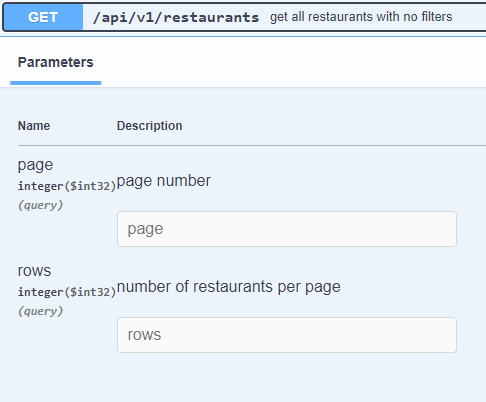 GET /api/v1/restaurants get all restaurants with no filters
Parameters
Name Description
page
integer($int32) page number
(query)
page
rows
integer($int32) number of restaurants per page
(query)
rows